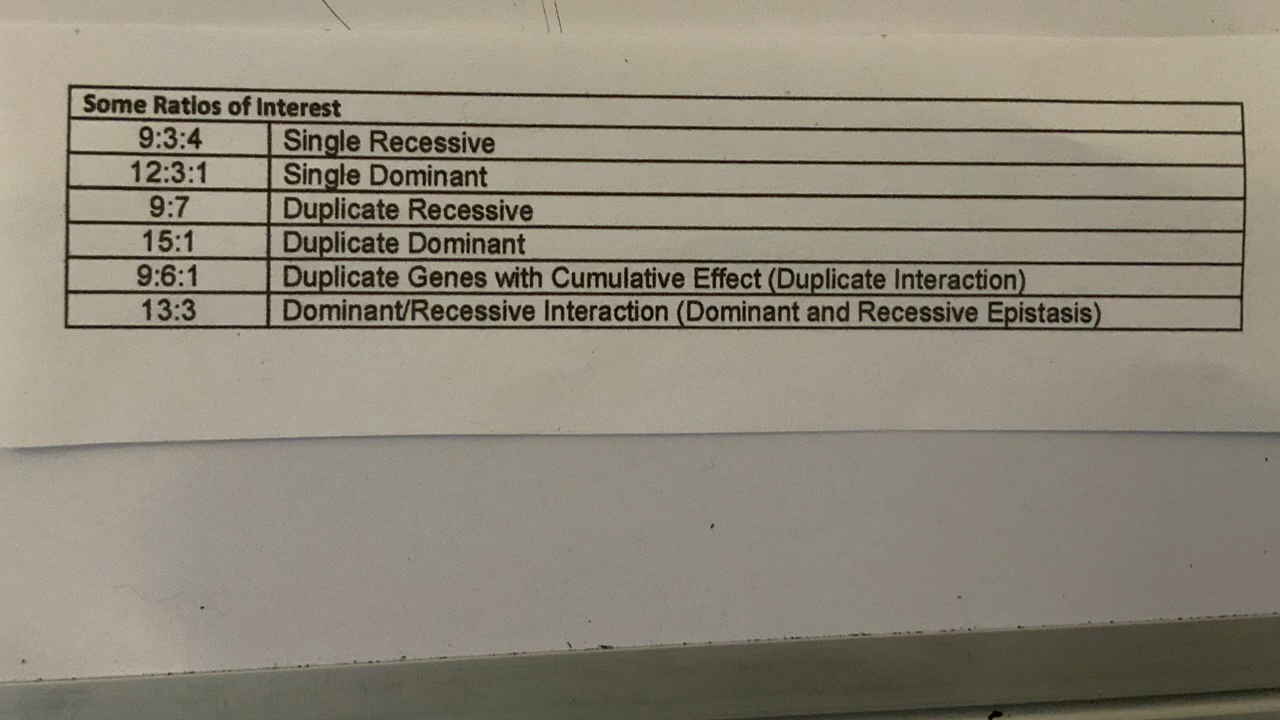 Some Ratios of Interest
9:3:4 Single Recessive
12:3:1 Single Dominant
9:7 Duplicate Recessive
15:1 Duplicate Dominant
9:6:1 Duplicate Genes with Cumulative Effect (Duplicate Interaction)
13:3 Dominant/Recessive Interaction (Dominant and Recessive Epistasis)